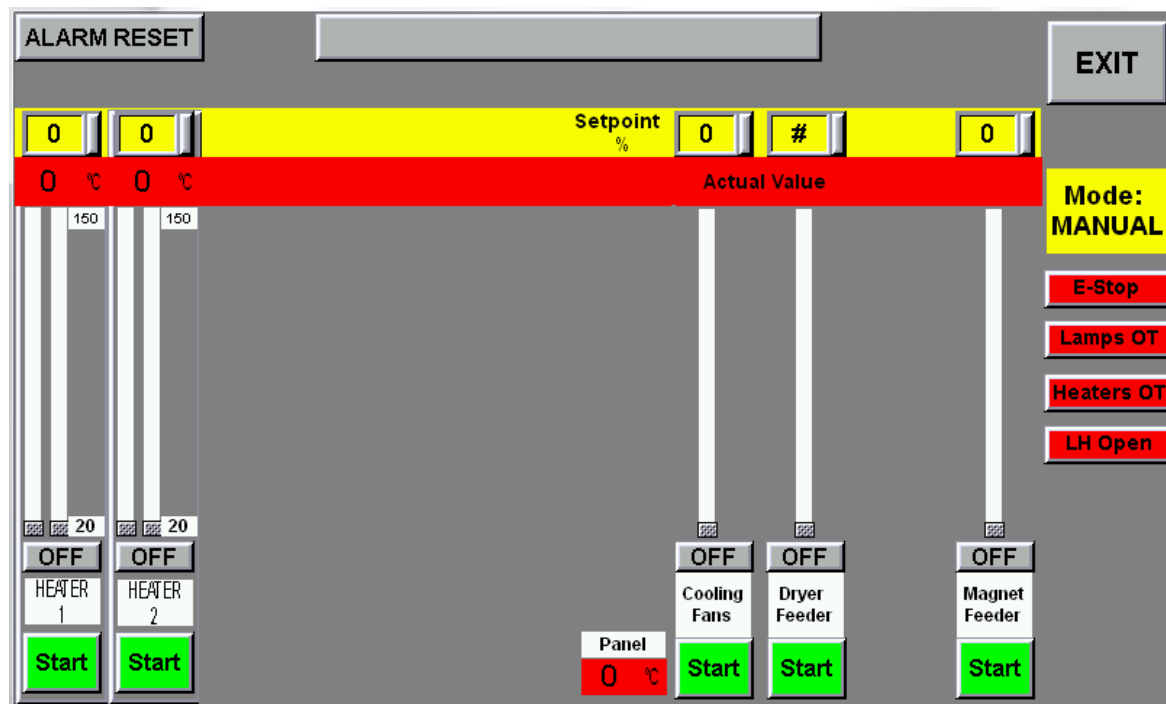 ALARM RESET
EXIT
0 0 Setpoint 0 # 0
%
0 °C 0 °C Actual Value
150 150
Mode:
MANUAL
E-Stop
Lamps OT
Heaters OT
LH Open
20 20
OFF OFF OFF OFF OFF
HEATER
1
HEATER
2
Cooling
Fans
Dryer
Feeder
Magnet
Feeder
Panel
0 °C
Start Start Start Start Start